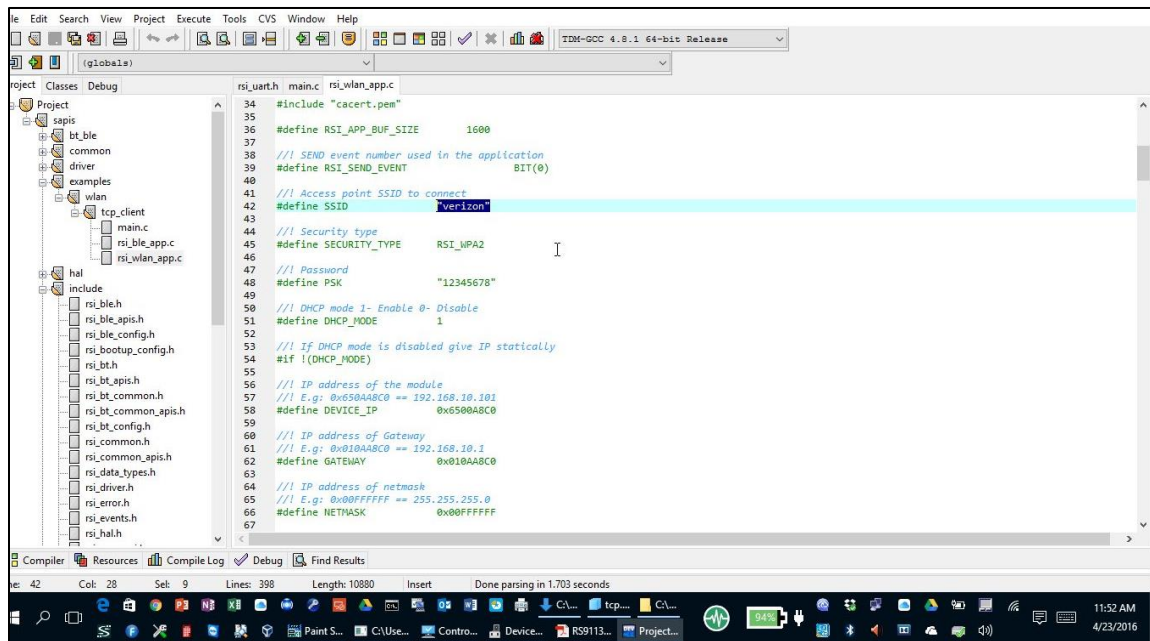 le Edit Search View Project Execute Tools CVS Window Help
TDM-GCC 4.8.1 64-bit Release
(globals)
roject Classes Debug
rsi_uart.h main.c rsi_wlan_app.c
Project
sapis
bt_ble
common
driver
examples
wlan
tcp_client
main.c
rsi_ble_app.c
rsi_wlan_app.c
hal
include
rsi_ble.h
rsi_ble_apis.h
rsi_ble_config.h
rsi_bootup_config.h
rsi_bt.h
rsi_bt_apis.h
rsi_bt_common.h
rsi_bt_common_apis.h
rsi_bt_config.h
rsi_common.h
rsi_common_apis.h
rsi_data_types.h
rsi_driver.h
rsi_error.h
rsi_events.h
rsi_hal.h
34 #include "cacert.pem"
35
36 #define RSI_APP_BUF_SIZE 1600
37
38 //! SEND event number used in the application
39 #define RSI_SEND_EVENT BIT(0)
40
41 //! Access point SSID to connect
42 #define SSID "verizon"
43
44 //! Security type
45 #define SECURITY_TYPE RSI_WPA2
46
47 //! Password
48 #define PSK "12345678"
49
50 //! DHCP mode 1- Enable 0- Disable
51 #define DHCP_MODE 1
52
53 //! If DHCP mode is disabled give IP statically
54 #if !(DHCP_MODE)
55
56 //! IP address of the module
57 //! E.g: 0x650AA8C0 == 192.168.10.101
58 #define DEVICE_IP 0x6500A8C0
59
60 //! IP address of Gateway
61 //! E.g: 0x010AA8C0 == 192.168.10.1
62 #define GATEWAY 0x010AA8C0
63
64 //! IP address of netmask
65 //! E.g: 0x00FFFFFF == 255.255.255.0
66 #define NETMASK 0x00FFFFFF
67
Compiler Resources Compile Log Debug Find Results
ne: 42 Col: 28 Sel: 9 Lines: 398 Length: 10880 Insert Done parsing in 1.703 seconds
C:\... tcp.... C:\... 94%
Paint S... C:\Use... Contro... Device... RS9113... Project...
11:52 AM
4/23/2016